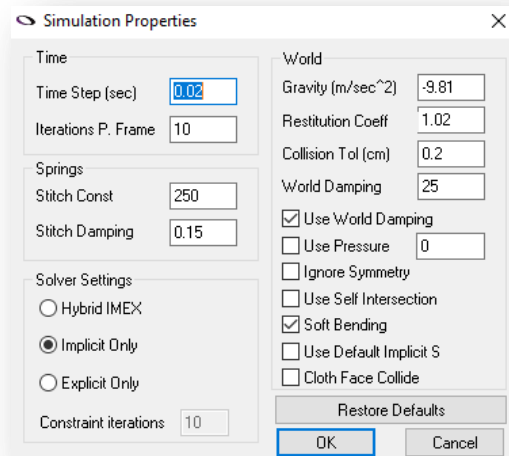 Simulation Properties
Time
Time Step (sec) 0.02
Iterations P. Frame 10
Springs
Stitch Const 250
Stitch Damping 0.15
Solver Settings
Hybrid IMEX
Implicit Only
Explicit Only
Constraint iterations 10
World
Gravity (m/sec^2) -9.81
Restitution Coeff 1.02
Collision Tol (cm) 0.2
World Damping 25
Use World Damping
Use Pressure 0
Ignore Symmetry
Use Self Intersection
Soft Bending
Use Default Implicit S
Cloth Face Collide
Restore Defaults
OK Cancel